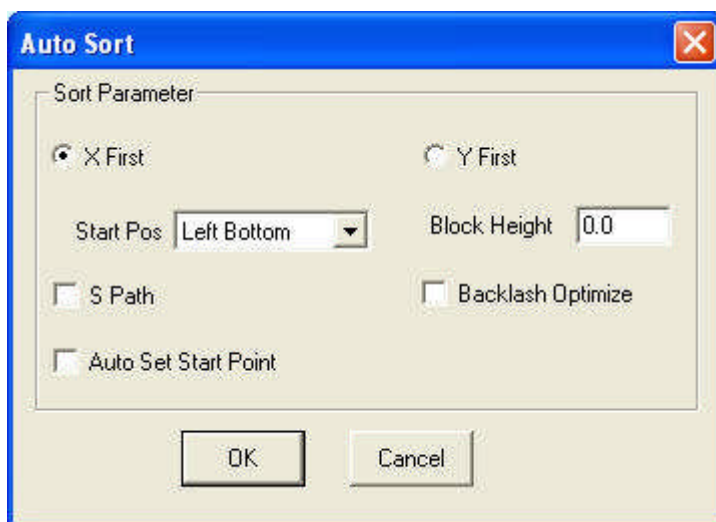 Auto Sort
Sort Parameter
X First
Y First
Start Pos Left Bottom
Block Height 0.0
S Path
Backlash Optimize
Auto Set Start Point
OK
Cancel